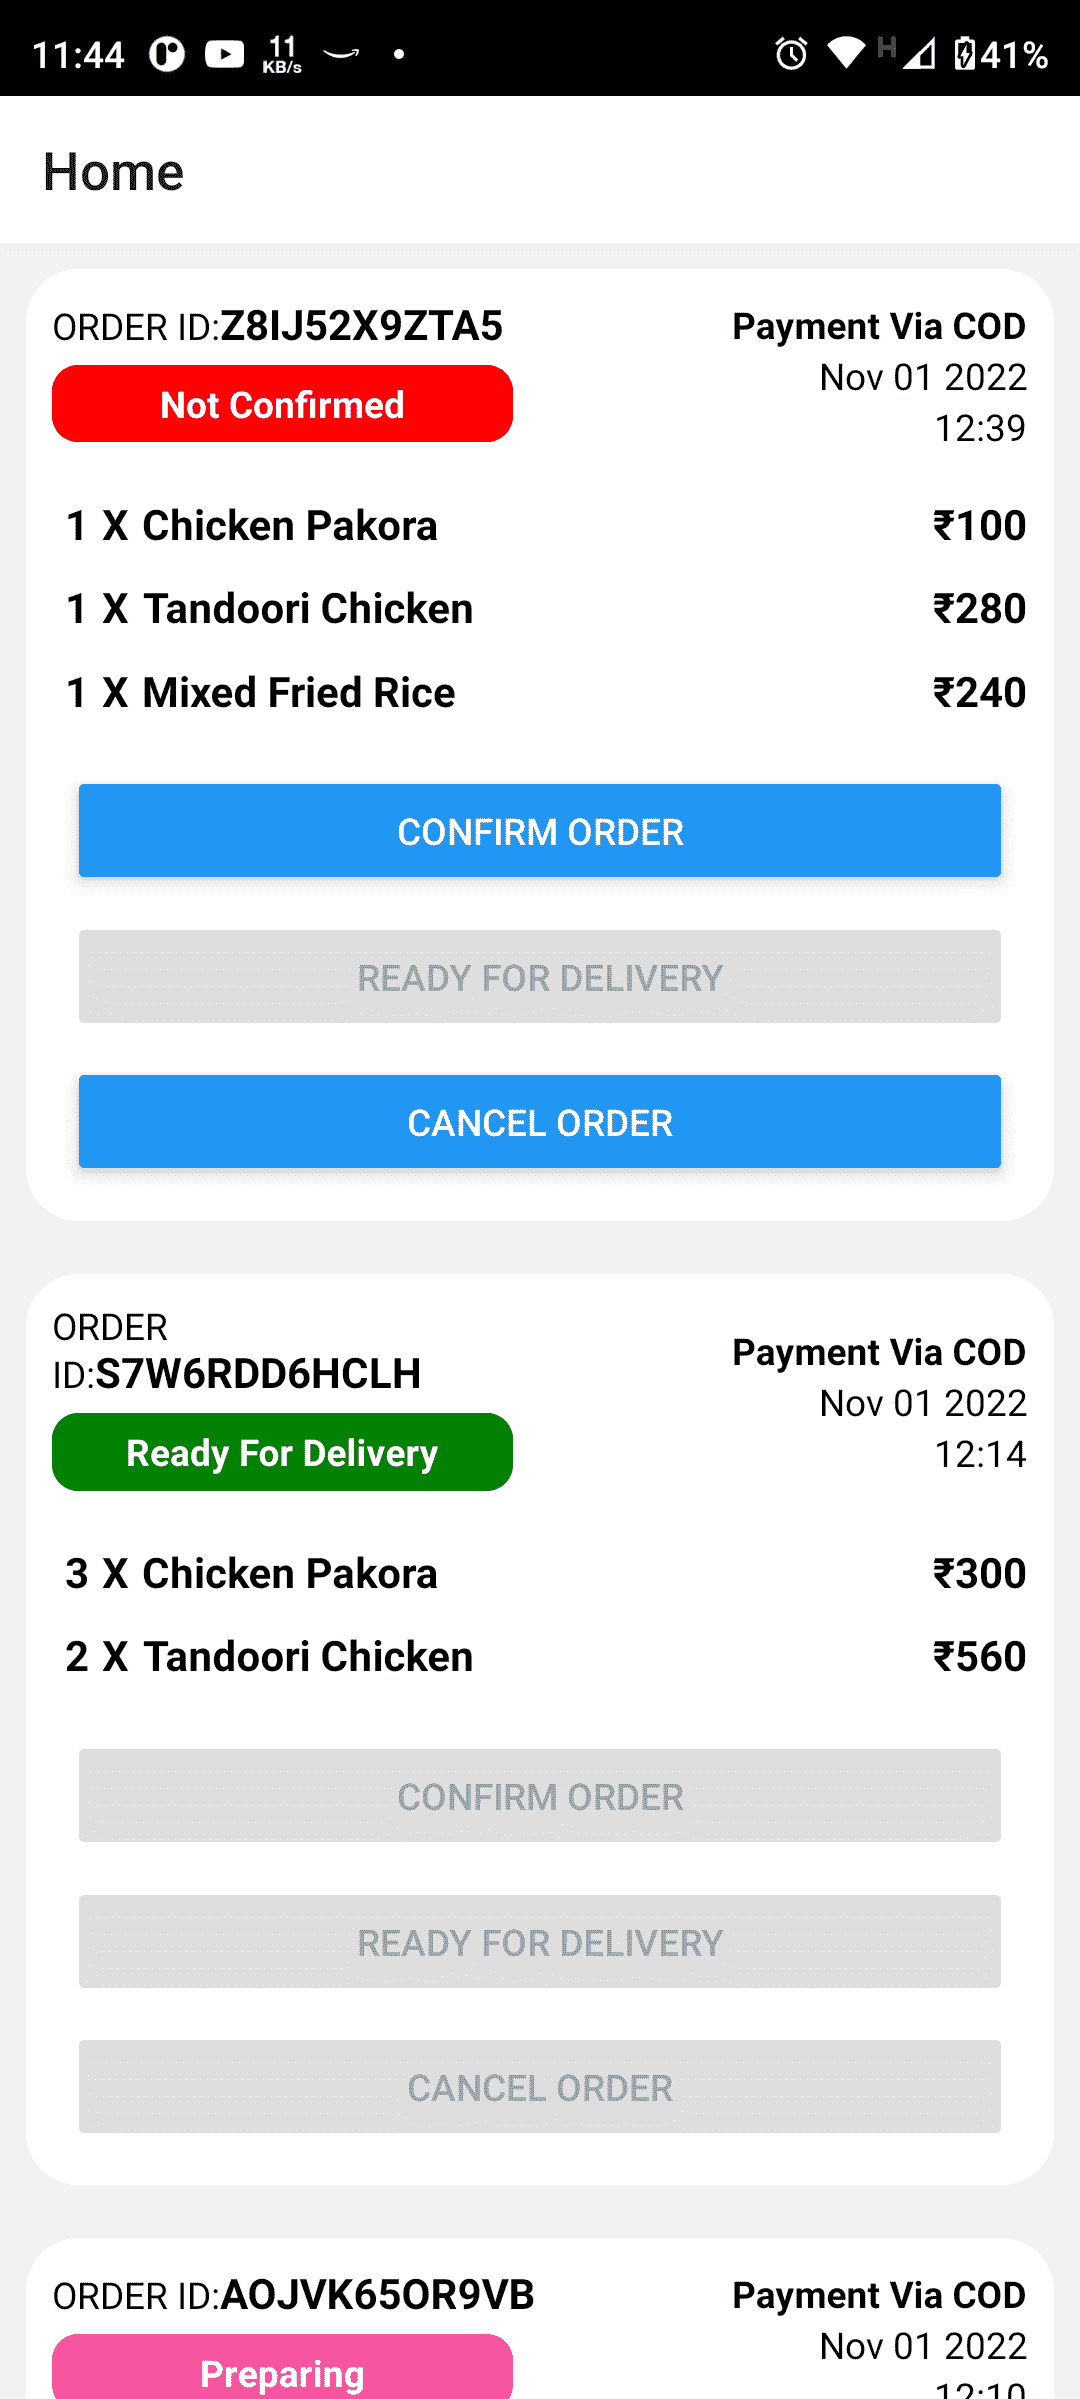 11:44 11 KB/s H 41%
Home
ORDER ID:Z8IJ52X9ZTA5 Payment Via COD
Not Confirmed Nov 01 2022
12:39
1 X Chicken Pakora ₹100
1 X Tandoori Chicken ₹280
1 X Mixed Fried Rice ₹240
CONFIRM ORDER
READY FOR DELIVERY
CANCEL ORDER
ORDER
ID:S7W6RDD6HCLH Payment Via COD
Nov 01 2022
Ready For Delivery 12:14
3 X Chicken Pakora ₹300
2 X Tandoori Chicken ₹560
CONFIRM ORDER
READY FOR DELIVERY
CANCEL ORDER
ORDER ID:AOJVK65OR9VB Payment Via COD
Nov 01 2022
Preparing 12:10